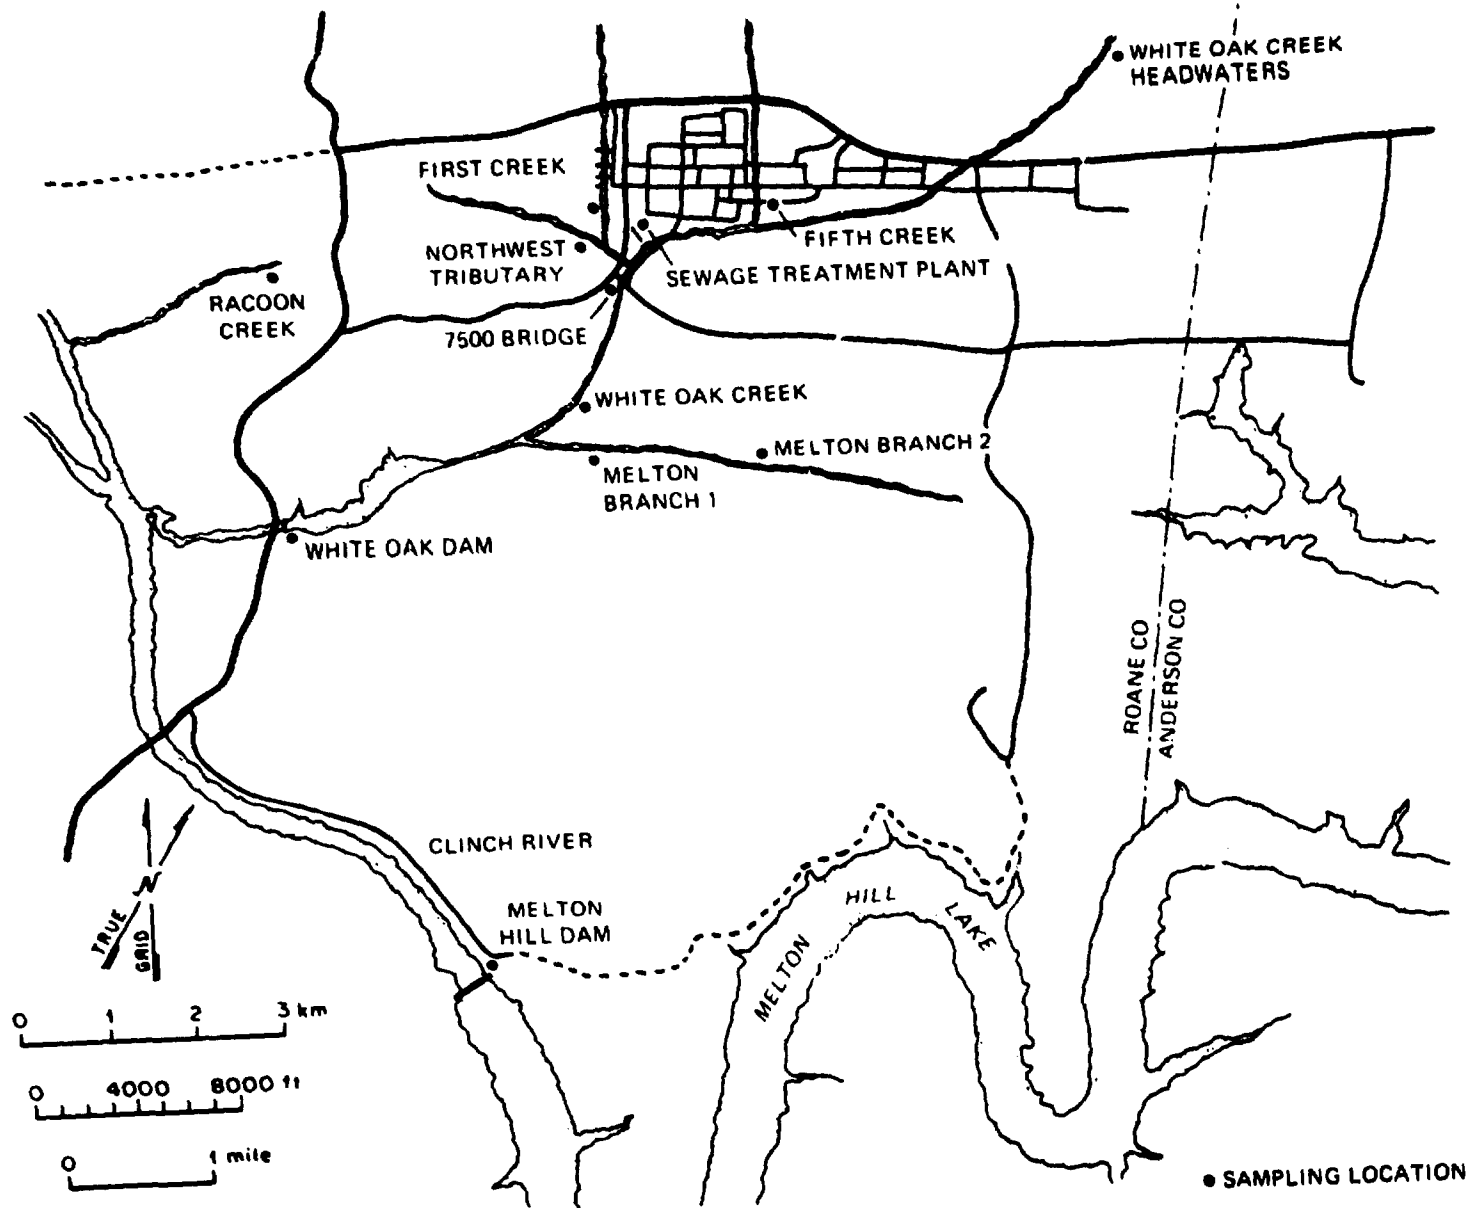 WHITE OAK CREEK
HEADWATERS
FIRST CREEK
NORTHWEST
TRIBUTARY
FIFTH CREEK
SEWAGE TREATMENT PLANT
RACOON
CREEK
7500 BRIDGE
WHITE OAK CREEK
MELTON BRANCH 2
MELTON
BRANCH 1
WHITE OAK DAM
ROANE CO
ANDERSON CO
CLINCH RIVER
MELTON
HILL DAM
MELTON
HILL
LAKE
TRUE
GRID
N
0 1 2 3 km
0 4000 8000 ft
0 1 mile
SAMPLING LOCATION